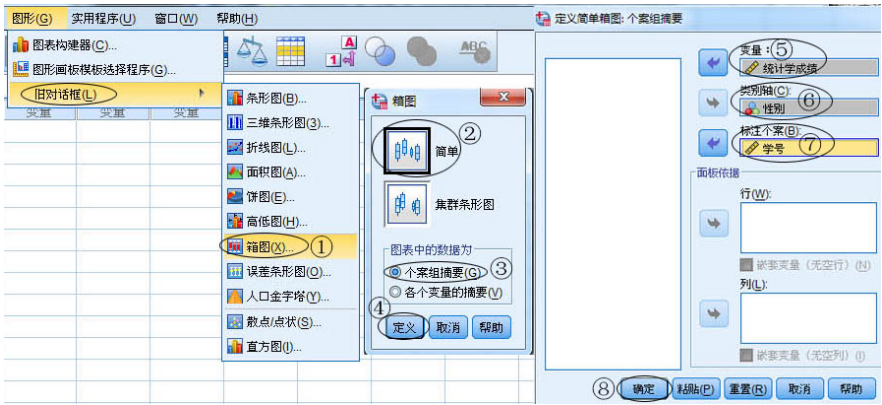 图形(G) 实用程序(U) 窗口(W) 帮助(H)
图表构建器(C)...
图形画板模板选择程序(G)...
旧对话框(L)
变量 变量 变量
条形图(B)...
三维条形图(3)...
折线图(L)...
面积图(A)...
饼图(E)...
高低图(H)...
箱图(X)... ①
误差条形图(O)...
人口金字塔(Y)...
散点/点状(S)...
直方图(I)...
箱图
②
简单
集群条形图
图表中的数据为
个案组摘要(G) ③
各个变量的摘要(V)
④
定义 取消 帮助
定义简单箱图: 个案组摘要
变量：⑤
统计学成绩
类别轴(C):
性别 ⑥
标注个案(B):
学号 ⑦
面板依据
行(W):
嵌套变量（无空行）(N)
列(L):
嵌套变量（无空列）(I)
⑧ 确定 粘贴(P) 重置(R) 取消 帮助